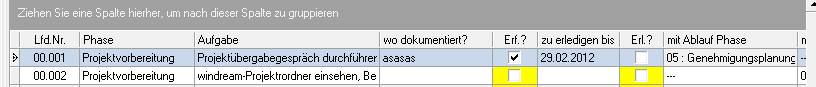 Ziehen Sie eine Spalte hierher, um nach dieser Spalte zu gruppieren
Lfd.Nr. Phase Aufgabe wo dokumentiert? Erf.? zu erledigen bis Erl.? mit Ablauf Phase
00.001 Projektvorbereitung Projektübergabegespräch durchführer asasas 29.02.2012 05 : Genehmigungsplanung --
00.002 Projektvorbereitung windream-Projektrordner einsehen, Be ---